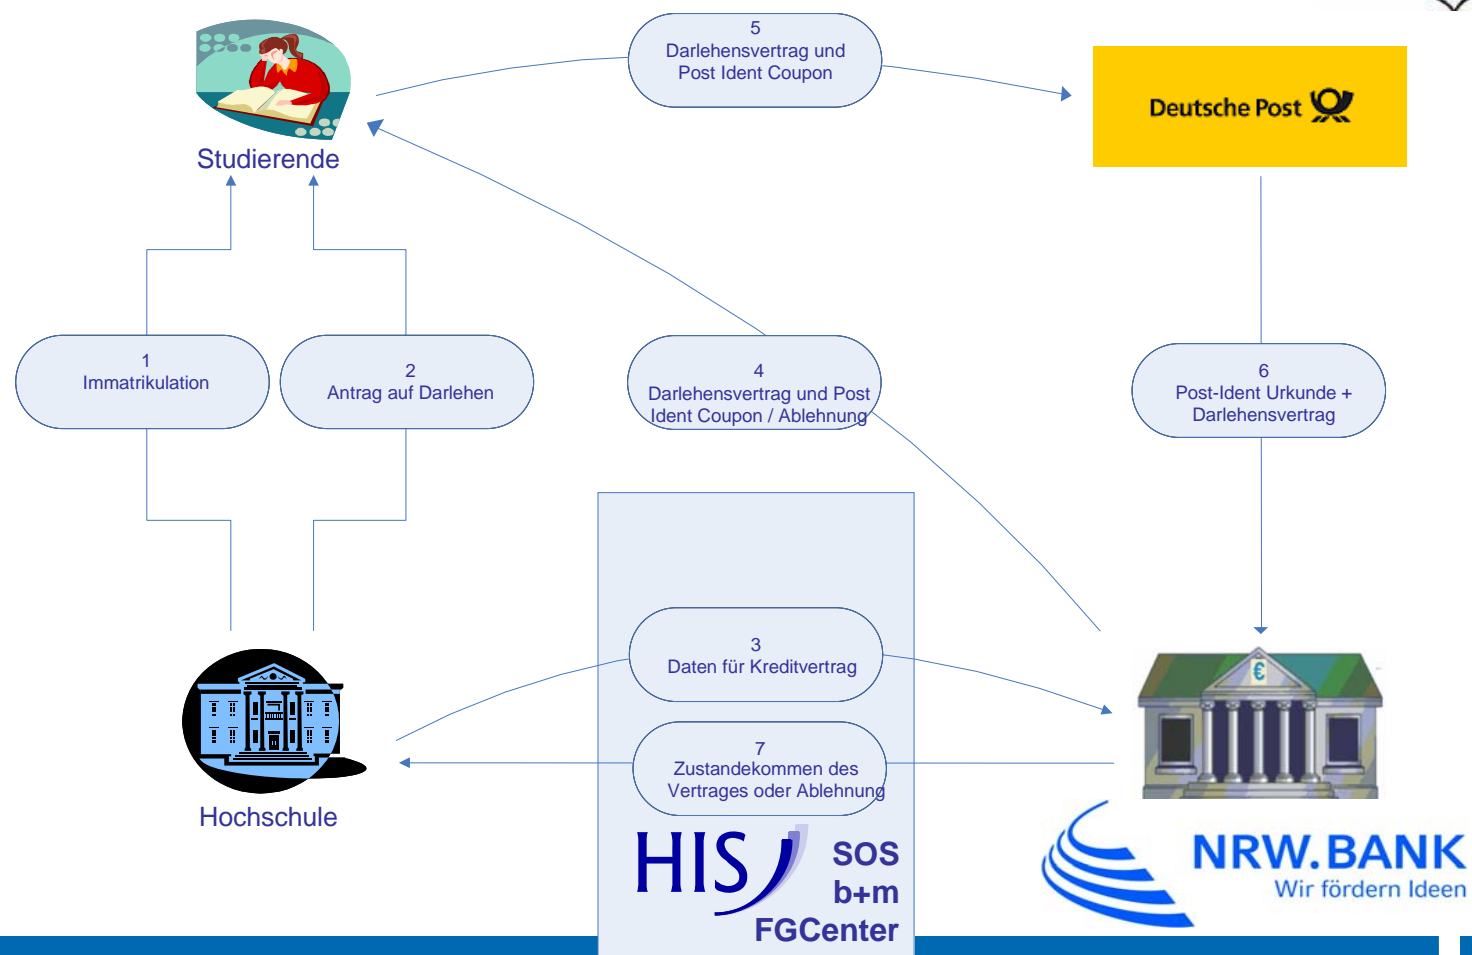 5
Darlehensvertrag und
Post Ident Coupon
Deutsche Post
Studierende
1
Immatrikulation
2
Antrag auf Darlehen
4
Darlehensvertrag und Post
Ident Coupon / Ablehnung
6
Post-Ident Urkunde +
Darlehensvertrag
3
Daten für Kreditvertrag
€
7
Zustandekommen des
Vertrages oder Ablehnung
Hochschule
HIS
SOS
b+m
FGCenter
NRW.BANK
Wir fördern Ideen